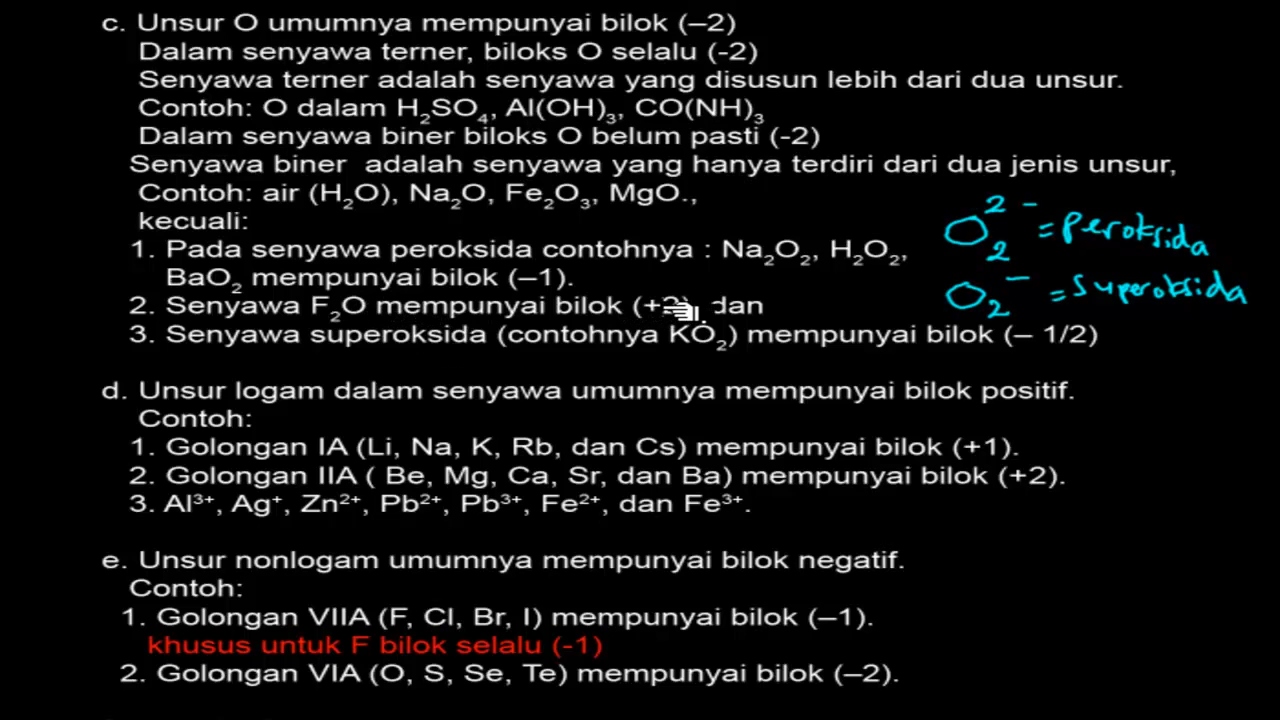 c. Unsur O umumnya mempunyai bilok (–2)
Dalam senyawa terner, biloks O selalu (-2)
Senyawa terner adalah senyawa yang disusun lebih dari dua unsur.
Contoh: O dalam H₂SO₄, Al(OH)₃, CO(NH)₃
Dalam senyawa biner biloks O belum pasti (-2)
Senyawa biner adalah senyawa yang hanya terdiri dari dua jenis unsur,
Contoh: air (H₂O), Na₂O, Fe₂O₃, MgO.,
kecuali:
1. Pada senyawa peroksida contohnya : Na₂O₂, H₂O₂,
BaO₂ mempunyai bilok (–1).
2. Senyawa F₂O mempunyai bilok (+2), dan
3. Senyawa superoksida (contohnya KO₂) mempunyai bilok (– 1/2)
O₂²⁻ = peroksida
O₂⁻ = superoksida
d. Unsur logam dalam senyawa umumnya mempunyai bilok positif.
Contoh:
1. Golongan IA (Li, Na, K, Rb, dan Cs) mempunyai bilok (+1).
2. Golongan IIA ( Be, Mg, Ca, Sr, dan Ba) mempunyai bilok (+2).
3. Al³⁺, Ag⁺, Zn²⁺, Pb²⁺, Pb³⁺, Fe²⁺, dan Fe³⁺.
e. Unsur nonlogam umumnya mempunyai bilok negatif.
Contoh:
1. Golongan VIIA (F, Cl, Br, I) mempunyai bilok (–1).
khusus untuk F bilok selalu (-1)
2. Golongan VIA (O, S, Se, Te) mempunyai bilok (–2).